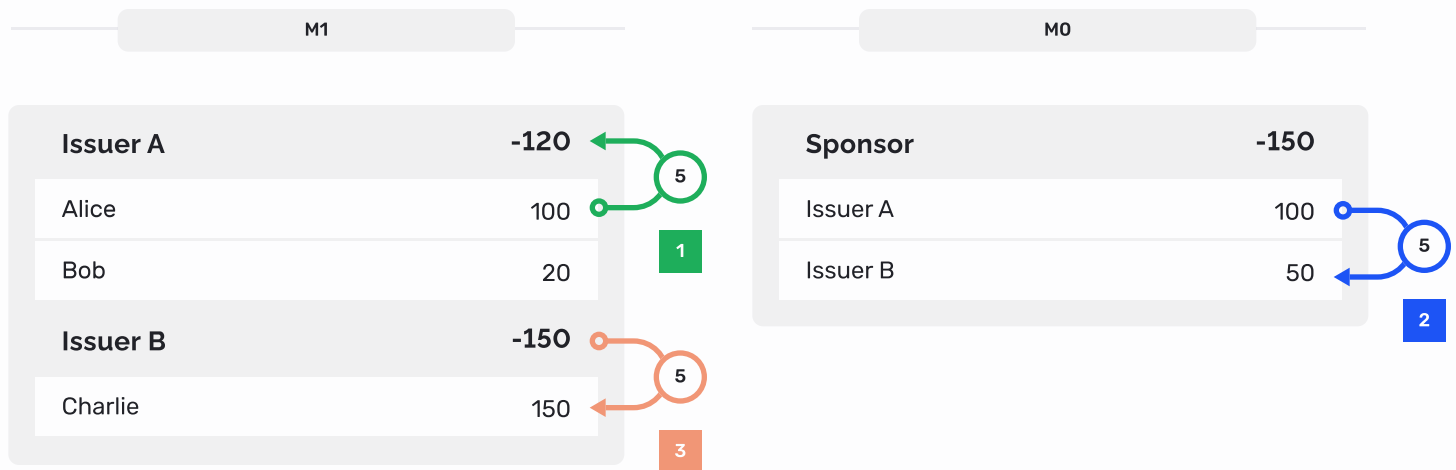 M1
Issuer A -120
Alice 100
Bob 20
Issuer B -150
Charlie 150
5
1
5
3
M0
Sponsor -150
Issuer A 100
Issuer B 50
5
2